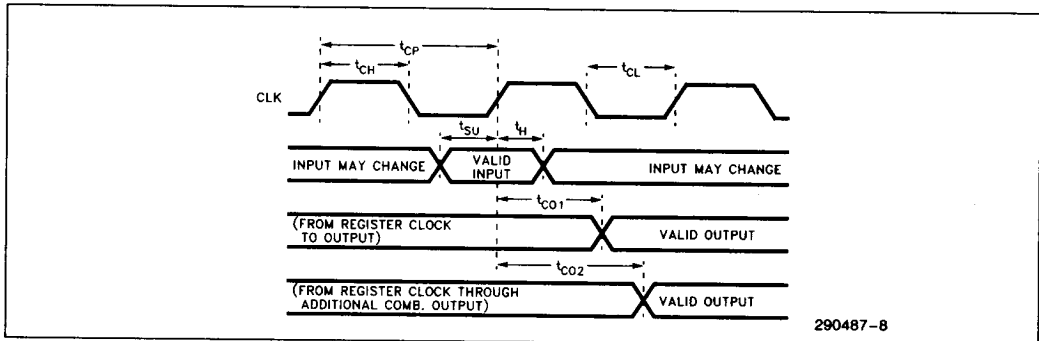 tCP
tCH
tCL
CLK
tSU
tH
INPUT MAY CHANGE
VALID
INPUT
INPUT MAY CHANGE
tCO1
(FROM REGISTER CLOCK
TO OUTPUT)
VALID OUTPUT
tCO2
(FROM REGISTER CLOCK THROUGH
ADDITIONAL COMB. OUTPUT)
VALID OUTPUT
290487-8